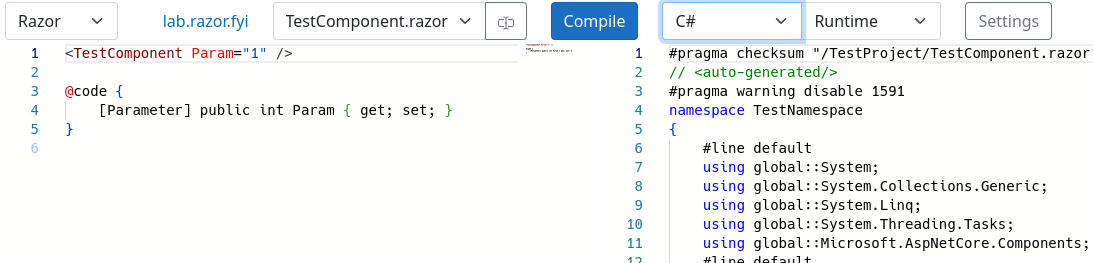 Razor lab.razor.fyi TestComponent.razor Compile C# Runtime Settings
1 <TestComponent Param="1" />
2
3 @code {
4 [Parameter] public int Param { get; set; }
5 }
6
1 #pragma checksum "/TestProject/TestComponent.razor"
2 // <auto-generated/>
3 #pragma warning disable 1591
4 namespace TestNamespace
5 {
6 #line default
7 using global::System;
8 using global::System.Collections.Generic;
9 using global::System.Linq;
10 using global::System.Threading.Tasks;
11 using global::Microsoft.AspNetCore.Components;
12 #line default